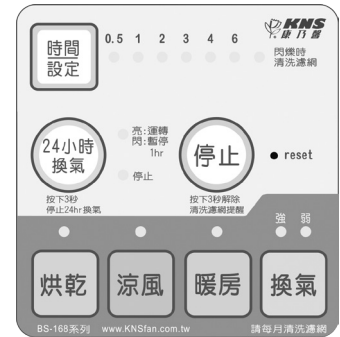 KNS
康乃馨
時間
設定
0.5 1 2 3 4 6
閃爍時
清洗濾網
24小時
換氣
亮:運轉
閃:暫停
1hr
停止
停止
reset
按下3秒
停止24hr換氣
按下3秒解除
清洗濾網提醒
強 弱
烘乾
涼風
暖房
換氣
BS-168系列 www.KNSfan.com.tw 請每月清洗濾網